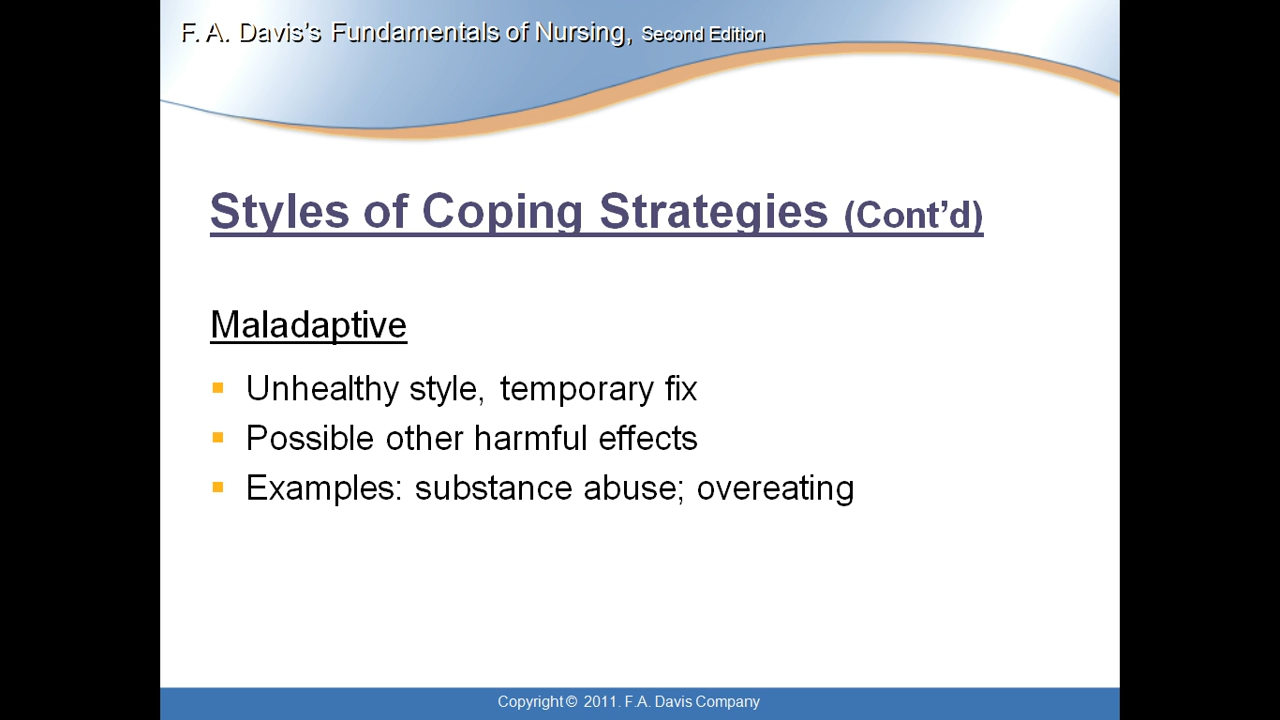 F. A. Davis’s Fundamentals of Nursing, Second Edition
Styles of Coping Strategies (Cont’d)
Maladaptive
▪ Unhealthy style, temporary fix
▪ Possible other harmful effects
▪ Examples: substance abuse; overeating
Copyright © 2011. F.A. Davis Company